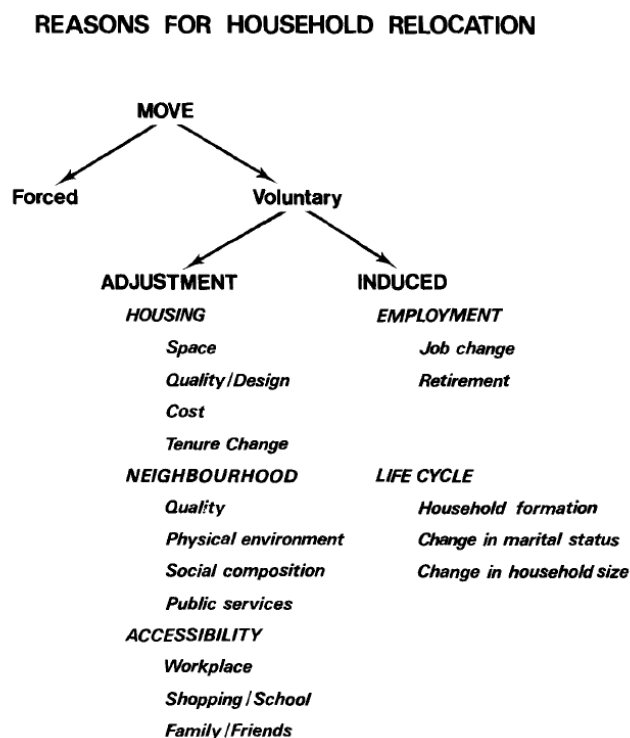 REASONS FOR HOUSEHOLD RELOCATION
MOVE
Forced
Voluntary
ADJUSTMENT
HOUSING
Space
Quality/Design
Cost
Tenure Change
NEIGHBOURHOOD
Quality
Physical environment
Social composition
Public services
ACCESSIBILITY
Workplace
Shopping/School
Family/Friends
INDUCED
EMPLOYMENT
Job change
Retirement
LIFE CYCLE
Household formation
Change in marital status
Change in household size